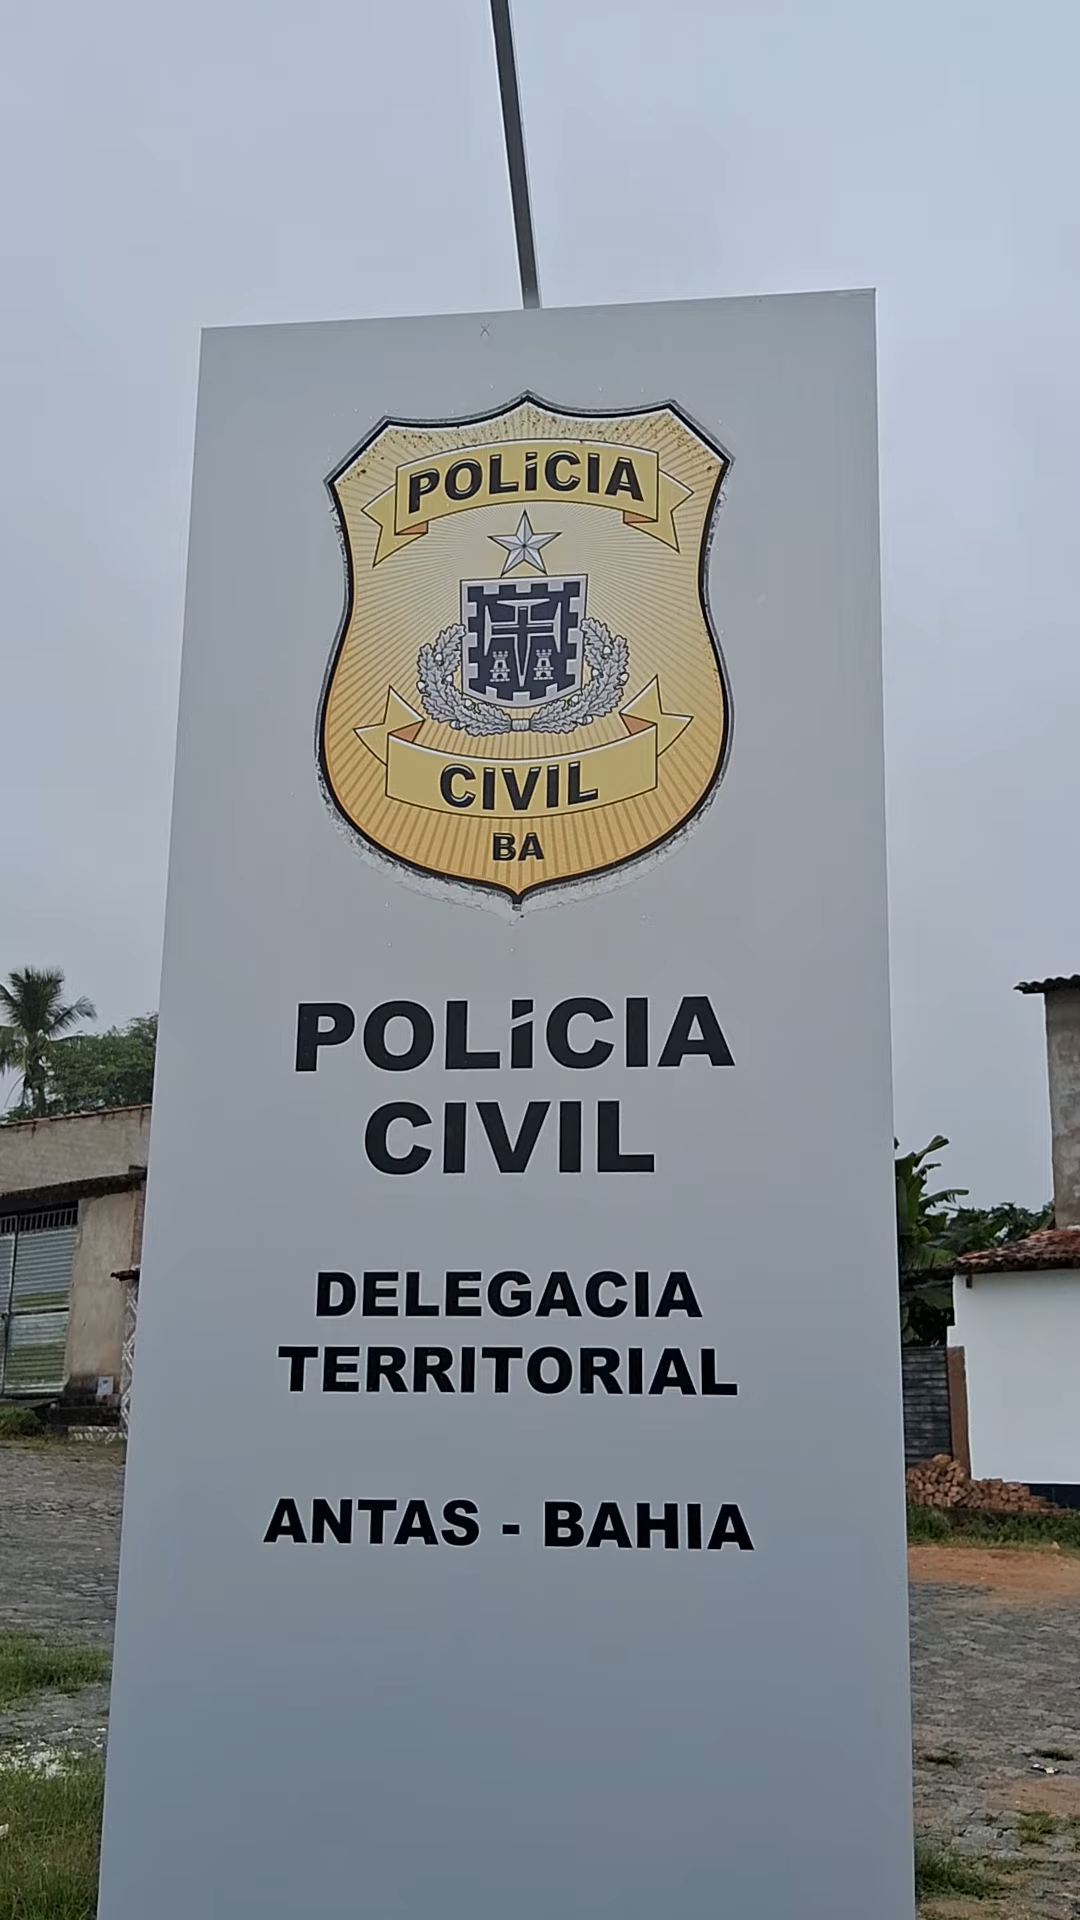 POLÍCIA
CIVIL
BA
POLÍCIA
CIVIL
DELEGACIA
TERRITORIAL
ANTAS - BAHIA